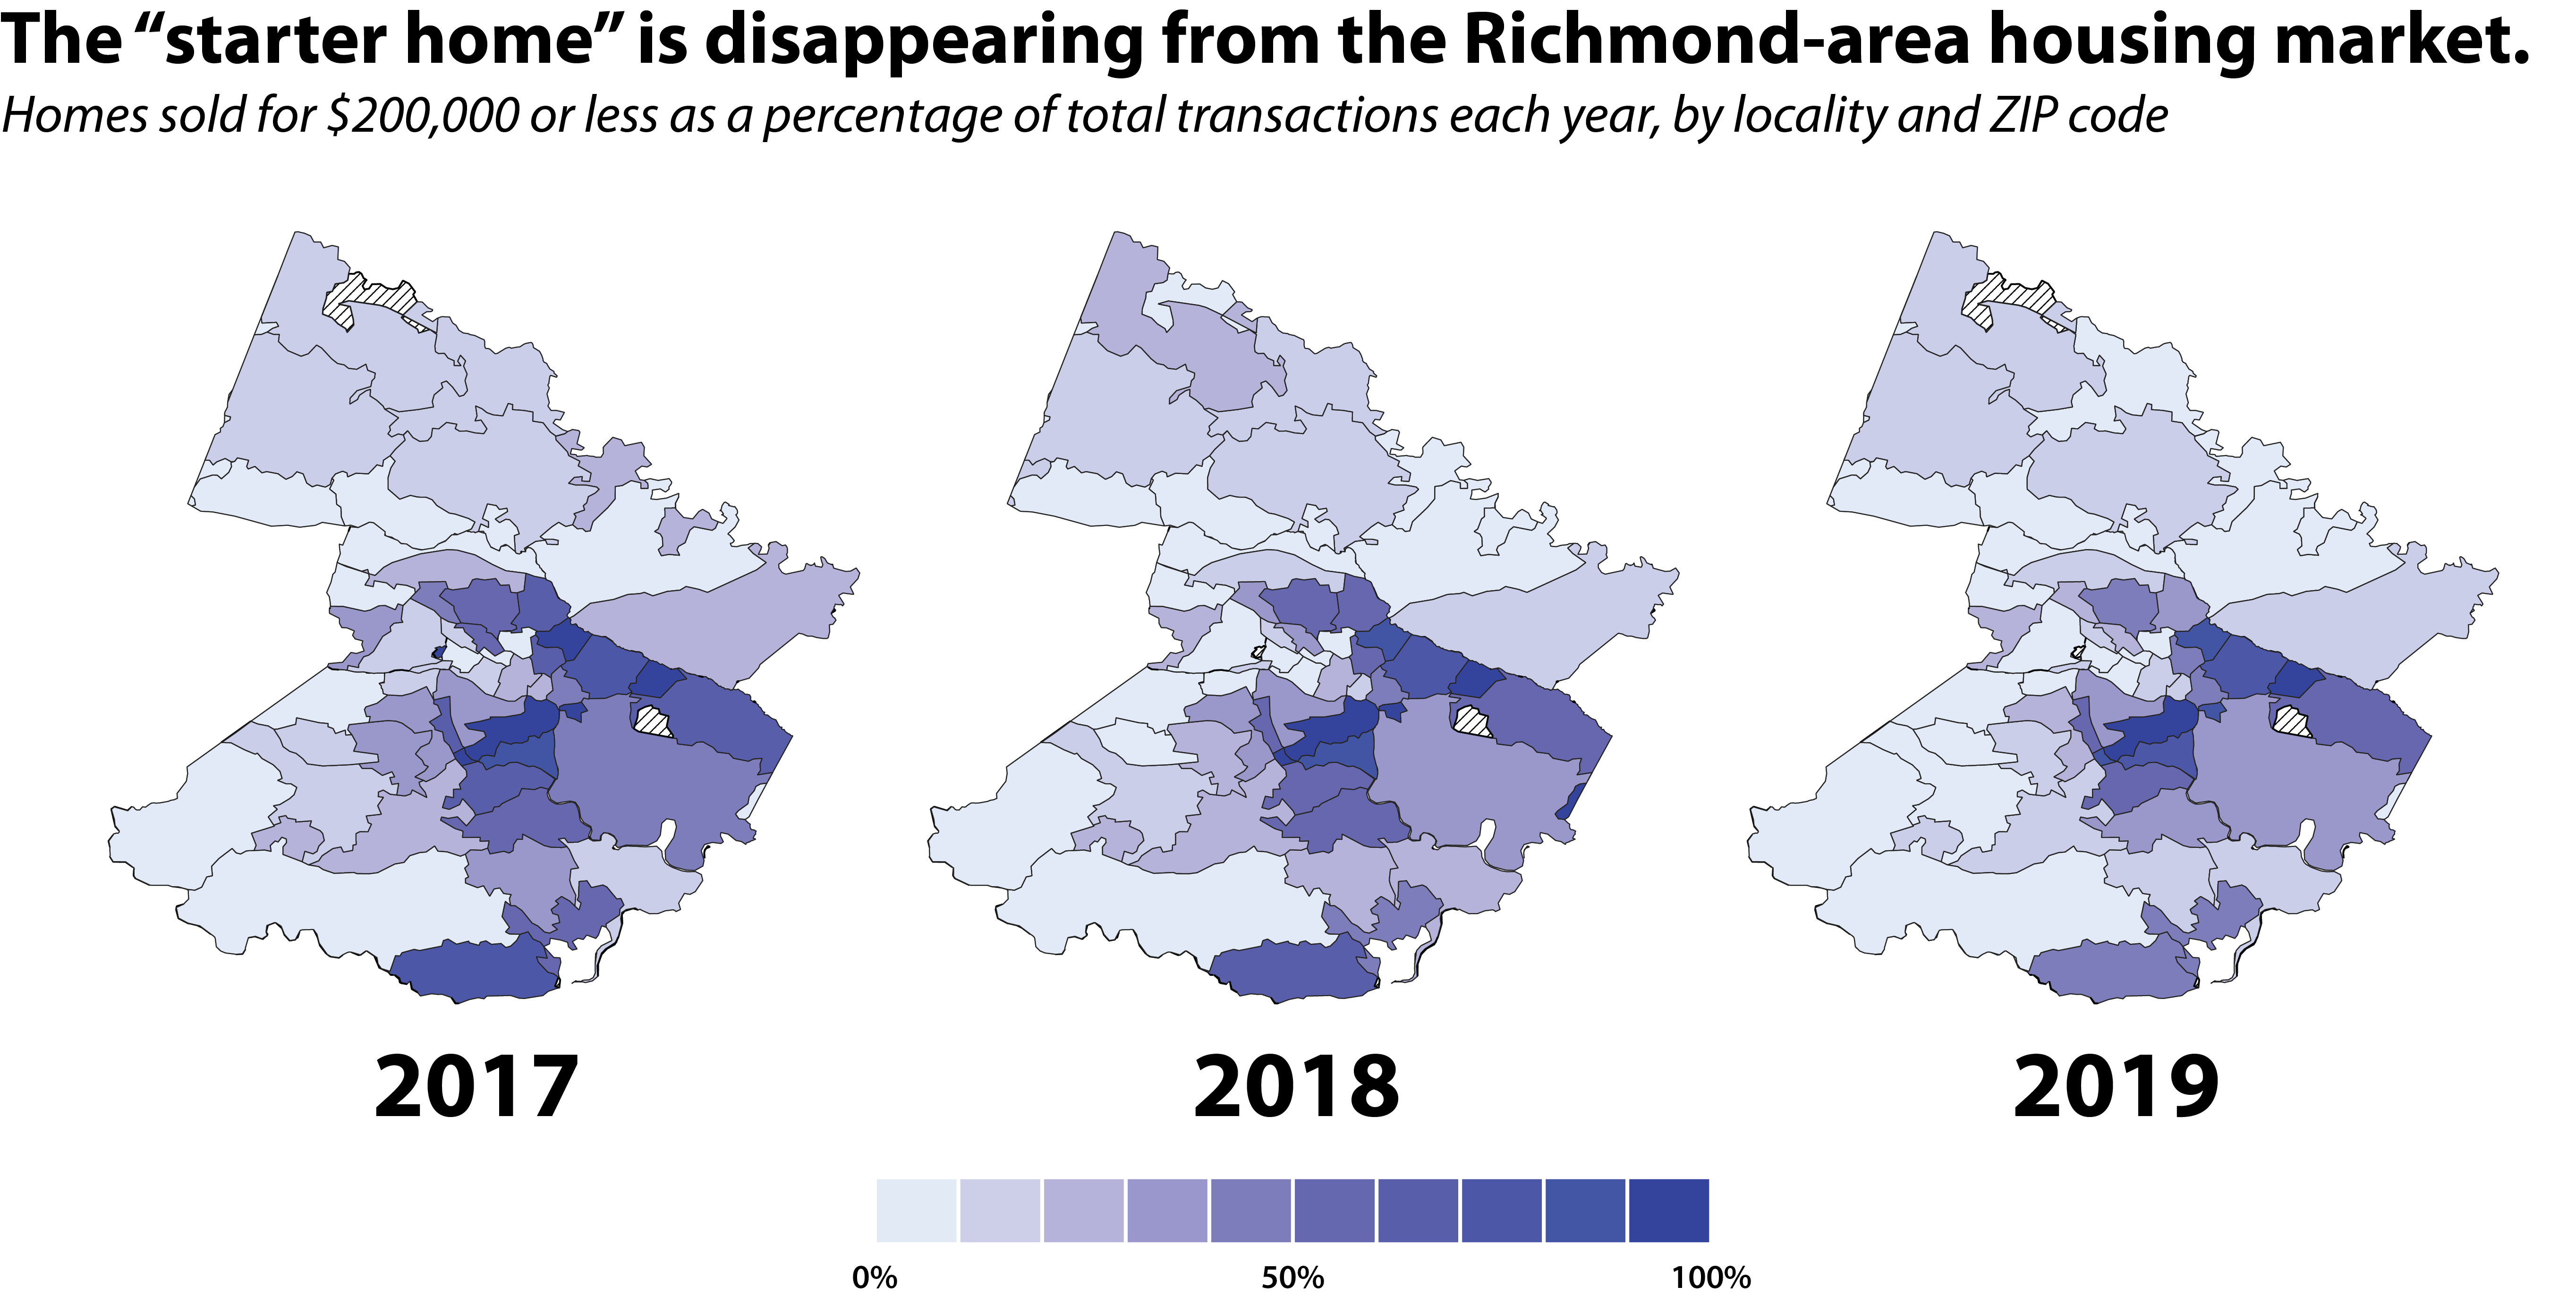 The “starter home” is disappearing from the Richmond-area housing market.
Homes sold for $200,000 or less as a percentage of total transactions each year, by locality and ZIP code
2017 2018 2019
0% 50% 100%